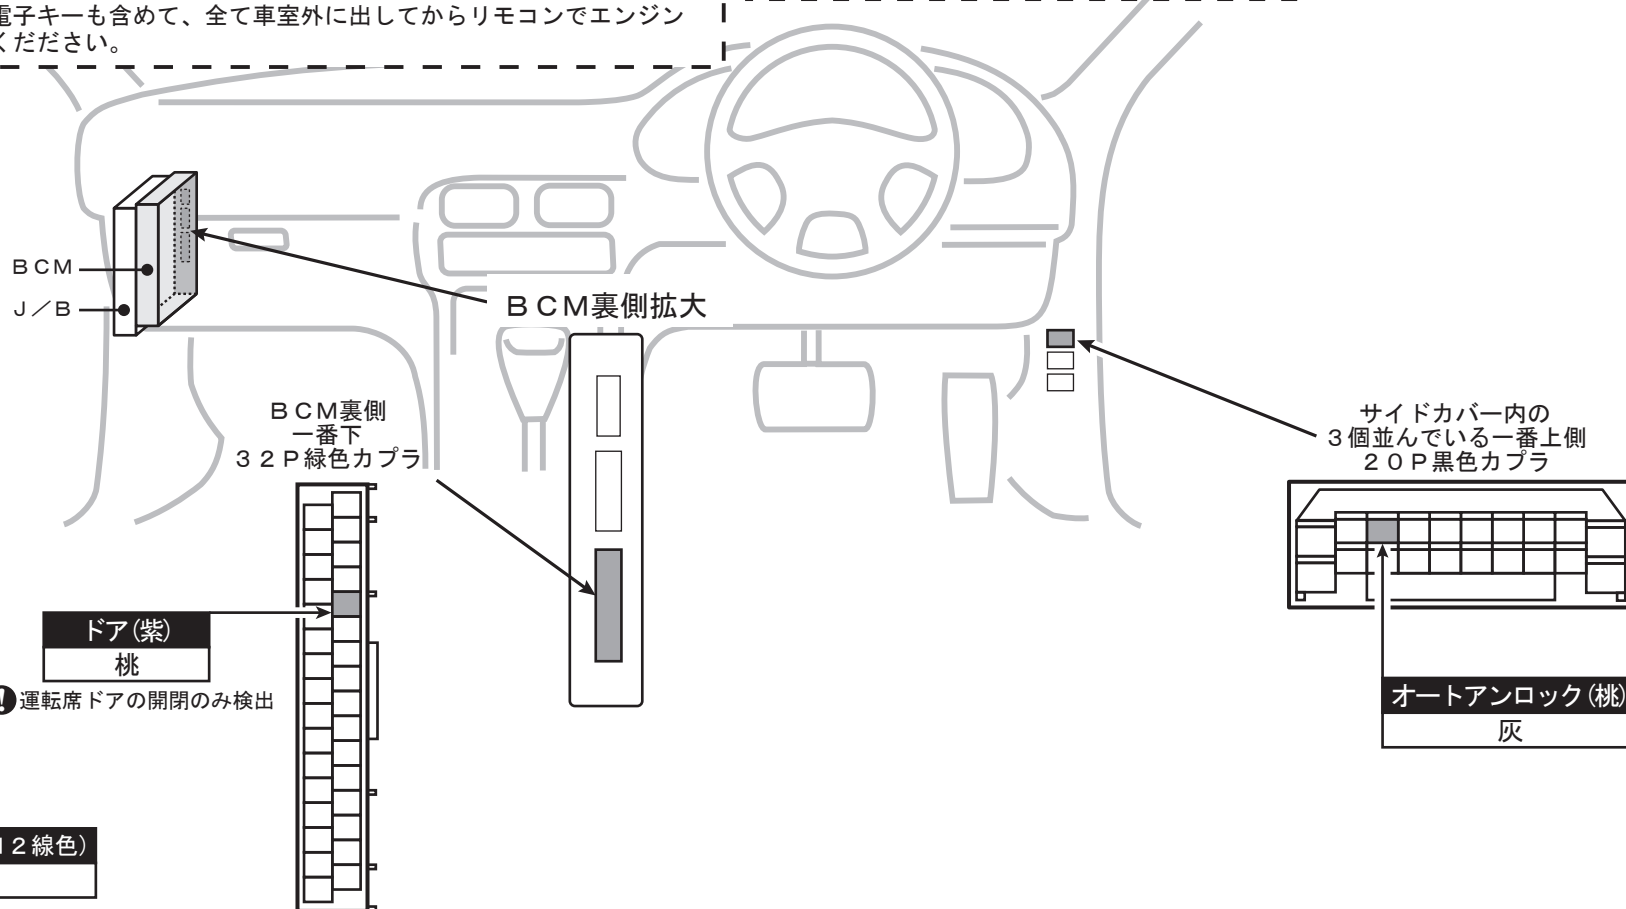 電子キーも含めて、全て車室外に出してからリモコンでエンジン
くだださい。
ＢＣＭ
Ｊ／Ｂ
ＢＣＭ裏側拡大
ＢＣＭ裏側
一番下
３２Ｐ緑色カプラ
サイドカバー内の
３個並んでいる一番上側
２０Ｐ黒色カプラ
ドア（紫）
桃
！運転席ドアの開閉のみ検出
オートアンロック（桃）
灰
１２線色）